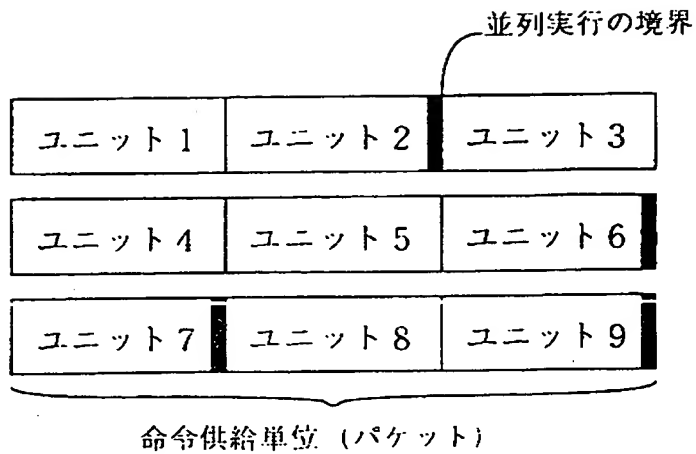 並列実行の境界
ユニット1 ユニット2 ユニット3
ユニット4 ユニット5 ユニット6
ユニット7 ユニット8 ユニット9
命令供給単位 (パケット)